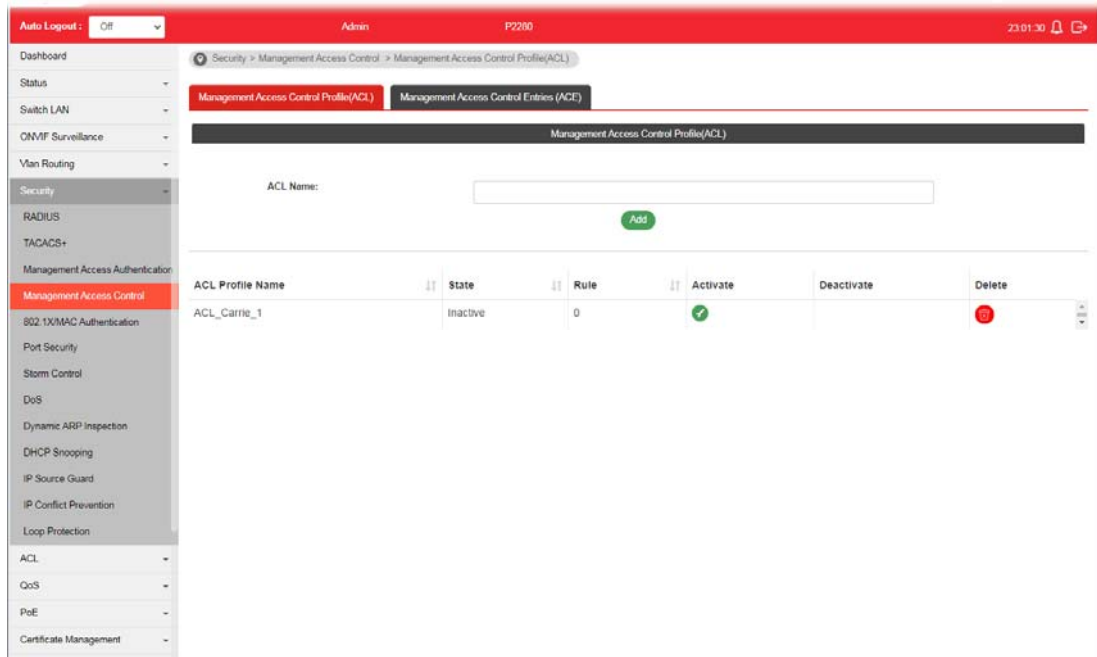 Auto Logout : Off Admin P2280 23:01:30
Dashboard
Status
Switch LAN
ONVIF Surveillance
Vlan Routing
Security
RADIUS
TACACS+
Management Access Authentication
Management Access Control
802.1X/MAC Authentication
Port Security
Storm Control
DoS
Dynamic ARP Inspection
DHCP Snooping
IP Source Guard
IP Conflict Prevention
Loop Protection
ACL
QoS
PoE
Certificate Management
Security > Management Access Control > Management Access Control Profile(ACL)
Management Access Control Profile(ACL) Management Access Control Entries (ACE)
Management Access Control Profile(ACL)
ACL Name:
Add
ACL Profile Name State Rule Activate Deactivate Delete
ACL_Carrie_1 Inactive 0